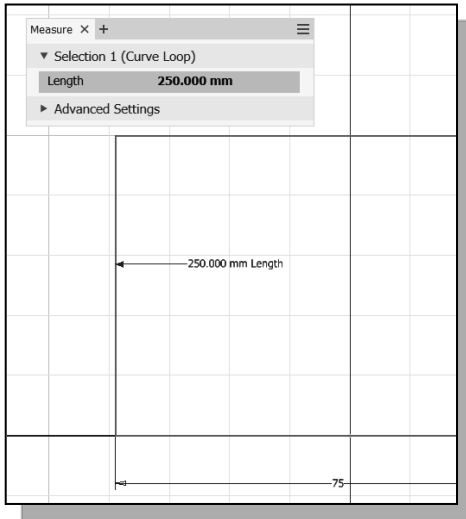 Measure × +
▼ Selection 1 (Curve Loop)
Length 250.000 mm
► Advanced Settings
250.000 mm Length
75